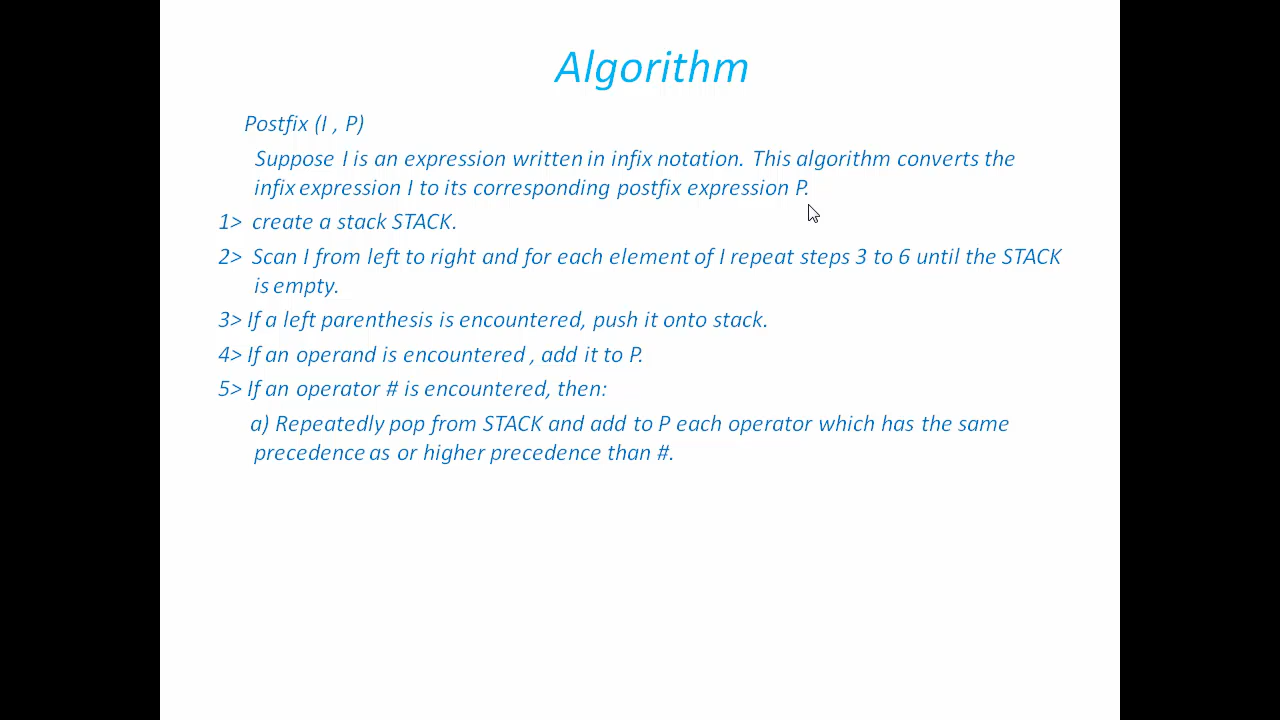 Algorithm
Postfix (I , P)
Suppose I is an expression written in infix notation. This algorithm converts the
infix expression I to its corresponding postfix expression P.
1> create a stack STACK.
2> Scan I from left to right and for each element of I repeat steps 3 to 6 until the STACK
is empty.
3> If a left parenthesis is encountered, push it onto stack.
4> If an operand is encountered , add it to P.
5> If an operator # is encountered, then:
a) Repeatedly pop from STACK and add to P each operator which has the same
precedence as or higher precedence than #.